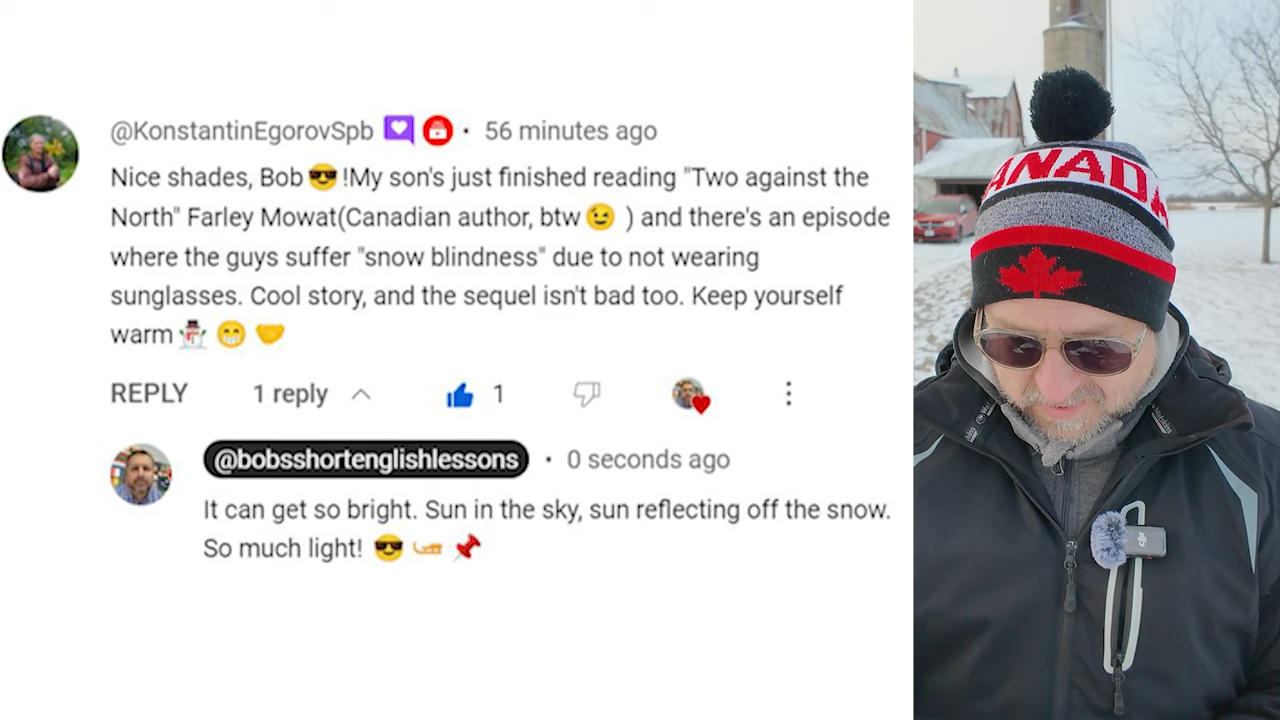 @KonstantinEgorovSpb • 56 minutes ago
Nice shades, Bob😎!My son's just finished reading "Two against the
North" Farley Mowat(Canadian author, btw😉 ) and there's an episode
where the guys suffer "snow blindness" due to not wearing
sunglasses. Cool story, and the sequel isn't bad too. Keep yourself
warm⛄😁🤝
REPLY 1 reply 1
@bobsshortenglishlessons • 0 seconds ago
It can get so bright. Sun in the sky, sun reflecting off the snow.
So much light! 😎 🛷 📌
CANADA
dji